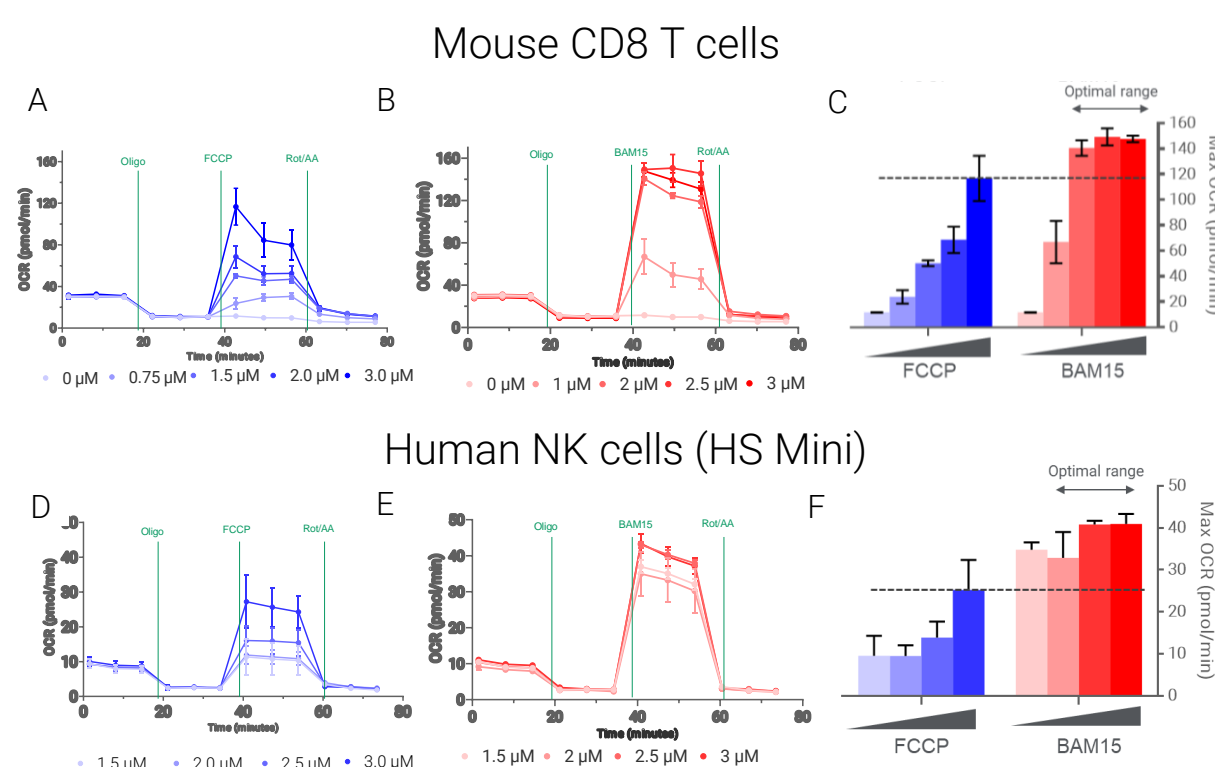 Mouse CD8 T cells
A
160
120
80
40
0
OCR (pmol/min)
Oligo
FCCP
Rot/AA
0 20 40 60 80
Time (minutes)
0 µM 0.75 µM 1.5 µM 2.0 µM 3.0 µM
B
160
120
80
40
0
OCR (pmol/min)
Oligo
BAM15
Rot/AA
0 20 40 60 80
Time (minutes)
0 µM 1 µM 2 µM 2.5 µM 3 µM
C
Optimal range
160
140
120
100
80
60
40
20
0
Max OCR (pmol/min)
FCCP BAM15
Human NK cells (HS Mini)
D
40
30
20
10
0
OCR (pmol/min)
Oligo
FCCP
Rot/AA
0 20 40 60 80
Time (minutes)
1.5 µM 2.0 µM 2.5 µM 3.0 µM
E
50
40
30
20
10
0
OCR (pmol/min)
Oligo
BAM15
Rot/AA
0 20 40 60 80
Time (minutes)
1.5 µM 2 µM 2.5 µM 3 µM
F
Optimal range
50
40
30
20
10
0
Max OCR (pmol/min)
FCCP BAM15